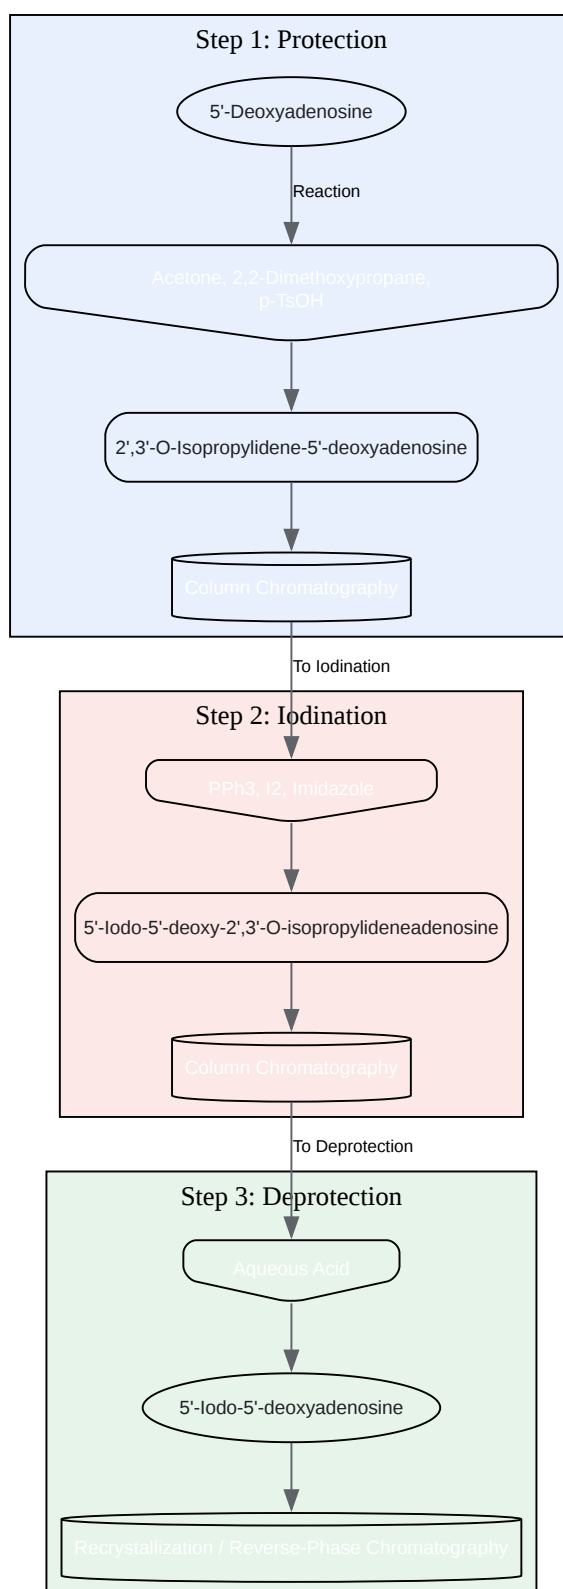 Step 1: Protection
5'-Deoxyadenosine
Reaction
Acetone, 2,2-Dimethoxypropane,
p-TsOH
2',3'-O-Isopropylidene-5'-deoxyadenosine
Column Chromatography
To Iodination
Step 2: Iodination
PPh3, I2, Imidazole
5'-Iodo-5'-deoxy-2',3'-O-isopropylideneadenosine
Column Chromatography
To Deprotection
Step 3: Deprotection
Aqueous Acid
5'-Iodo-5'-deoxyadenosine
Recrystallization / Reverse-Phase Chromatography